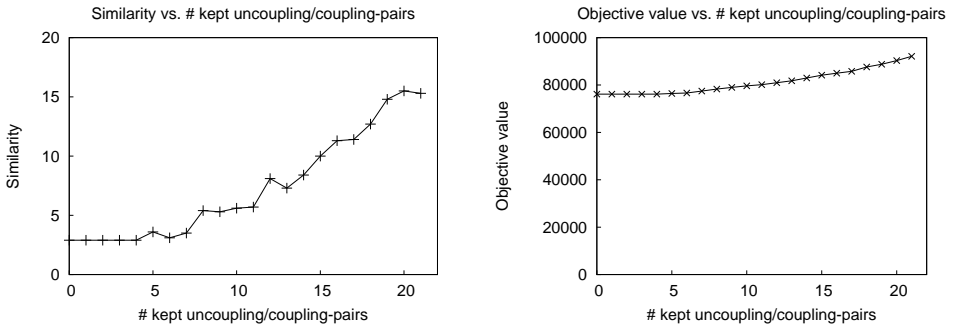 Similarity vs. # kept uncoupling/coupling-pairs
20
15
10
5
0
Similarity
0 5 10 15 20
# kept uncoupling/coupling-pairs
Objective value vs. # kept uncoupling/coupling-pairs
100000
80000
60000
40000
20000
0
Objective value
0 5 10 15 20
# kept uncoupling/coupling-pairs